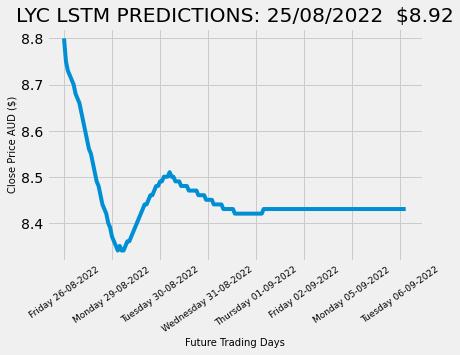 LYC LSTM PREDICTIONS: 25/08/2022  $8.92
8.8
8.7
8.6
8.5
8.4
Close Price AUD ($)
Friday 26-08-2022
Monday 29-08-2022
Tuesday 30-08-2022
Wednesday 31-08-2022
Thursday 01-09-2022
Friday 02-09-2022
Monday 05-09-2022
Tuesday 06-09-2022
Future Trading Days